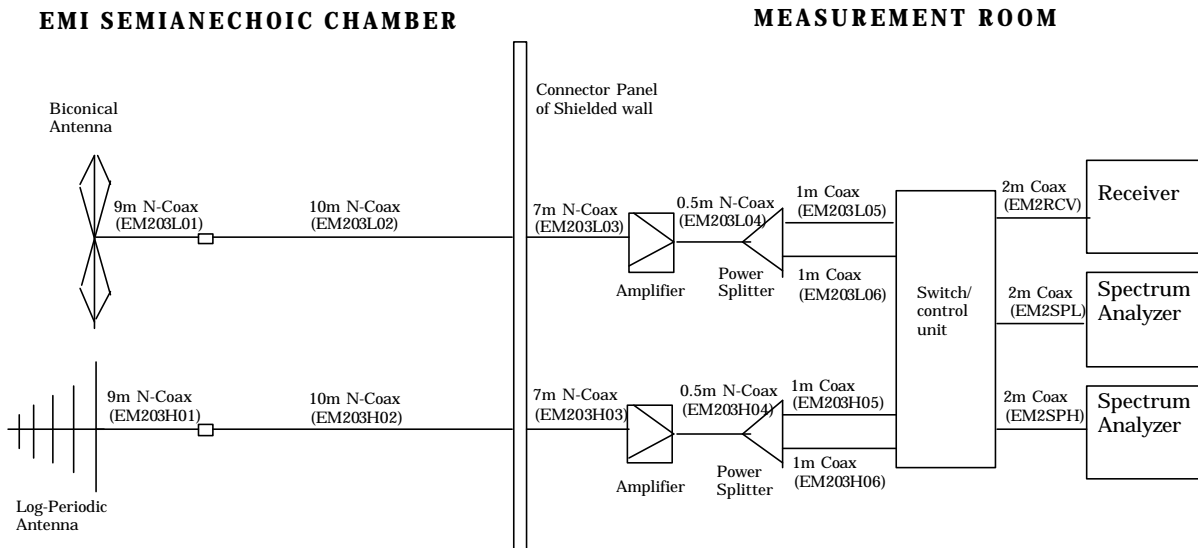 EMI SEMIANECHOIC CHAMBER
MEASUREMENT ROOM
Connector Panel
of Shielded wall
Biconical
Antenna
9m N-Coax
(EM203L01)
10m N-Coax
(EM203L02)
7m N-Coax
(EM203L03)
0.5m N-Coax
(EM203L04)
1m Coax
(EM203L05)
2m Coax
(EM2RCV)
Receiver
Amplifier
Power
Splitter
1m Coax
(EM203L06)
Switch/
control
unit
2m Coax
(EM2SPL)
Spectrum
Analyzer
9m N-Coax
(EM203H01)
10m N-Coax
(EM203H02)
7m N-Coax
(EM203H03)
0.5m N-Coax
(EM203H04)
1m Coax
(EM203H05)
2m Coax
(EM2SPH)
Spectrum
Analyzer
Log-Periodic
Antenna
Amplifier
Power
Splitter
1m Coax
(EM203H06)